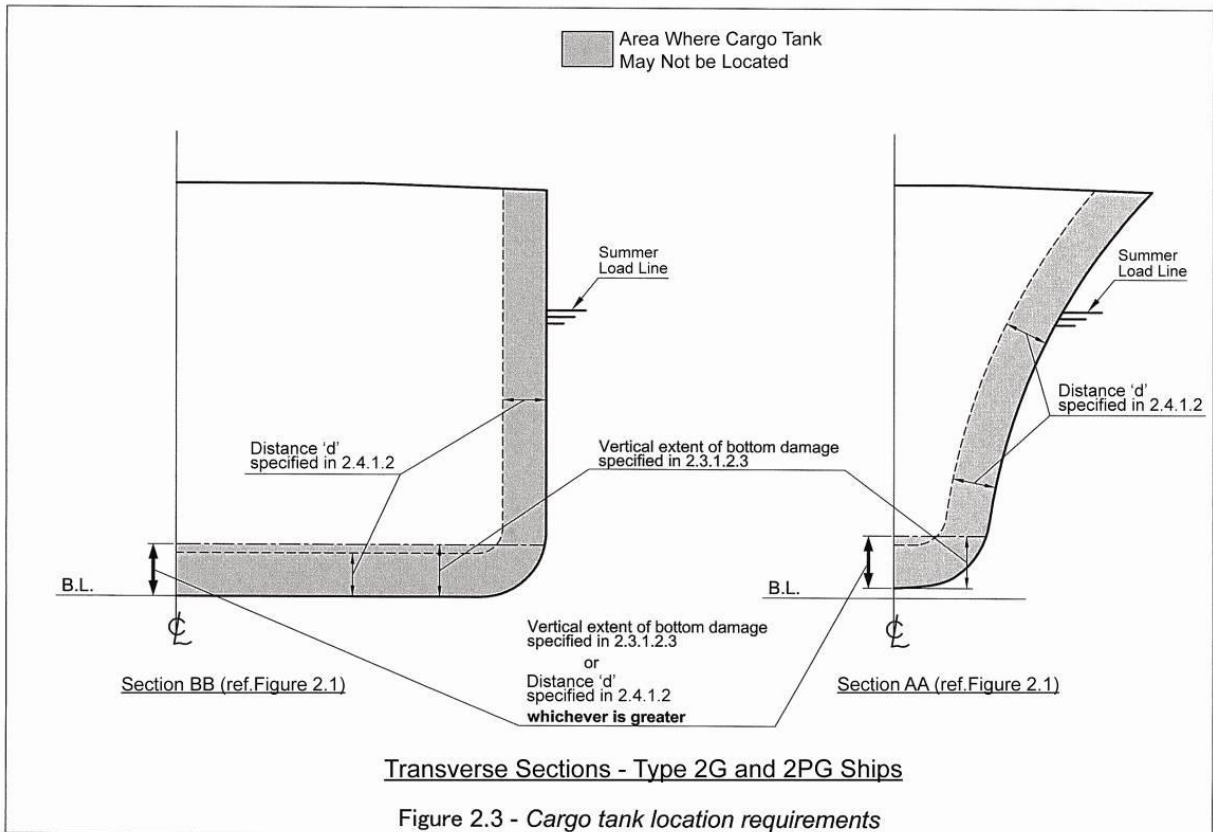 Area Where Cargo Tank
May Not be Located
Summer
Load Line
Distance 'd'
specified in 2.4.1.2
Vertical extent of bottom damage
specified in 2.3.1.2.3
B.L.
℄
Section BB (ref.Figure 2.1)
Summer
Load Line
Distance 'd'
specified in 2.4.1.2
B.L.
℄
Section AA (ref.Figure 2.1)
Vertical extent of bottom damage
specified in 2.3.1.2.3
or
Distance 'd'
specified in 2.4.1.2
whichever is greater
Transverse Sections - Type 2G and 2PG Ships
Figure 2.3 - Cargo tank location requirements